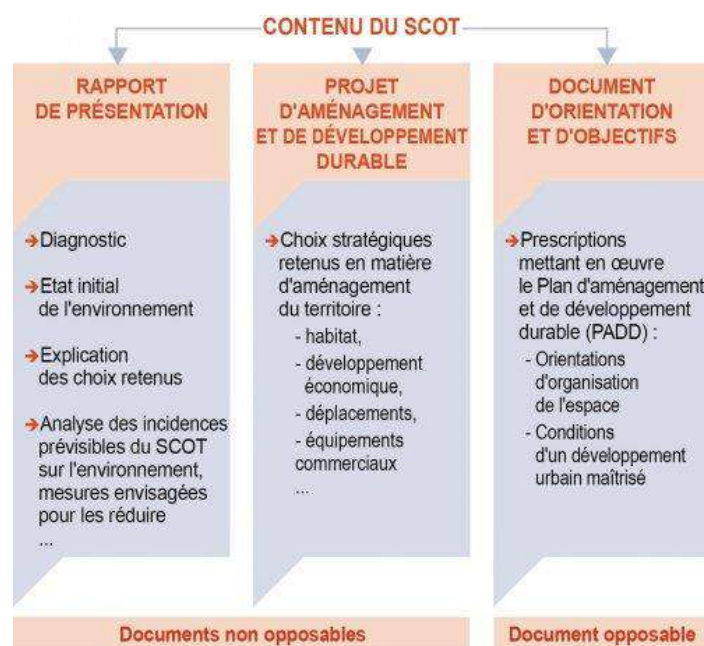 CONTENU DU SCOT
RAPPORT
DE PRÉSENTATION
➔Diagnostic
➔Etat initial
de l'environnement
➔Explication
des choix retenus
➔Analyse des incidences
prévisibles du SCOT
sur l'environnement,
mesures envisagées
pour les réduire
...
PROJET
D'AMÉNAGEMENT
ET DE DÉVELOPPEMENT
DURABLE
➔Choix stratégiques
retenus en matière
d'aménagement
du territoire :
- habitat,
- développement
économique,
- déplacements,
- équipements
commerciaux
...
DOCUMENT
D'ORIENTATION
ET D'OBJECTIFS
➔Prescriptions
mettant en œuvre
le Plan d'aménagement
et de développement
durable (PADD) :
- Orientations
d'organisation
de l'espace
- Conditions
d'un développement
urbain maîtrisé
Documents non opposables
Document opposable